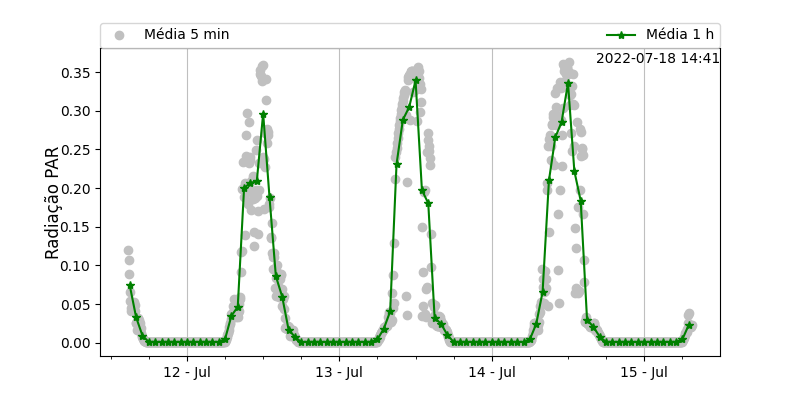 Média 5 min
Média 1 h
2022-07-18 14:41
Radiação PAR
0.35
0.30
0.25
0.20
0.15
0.10
0.05
0.00
12 - Jul
13 - Jul
14 - Jul
15 - Jul